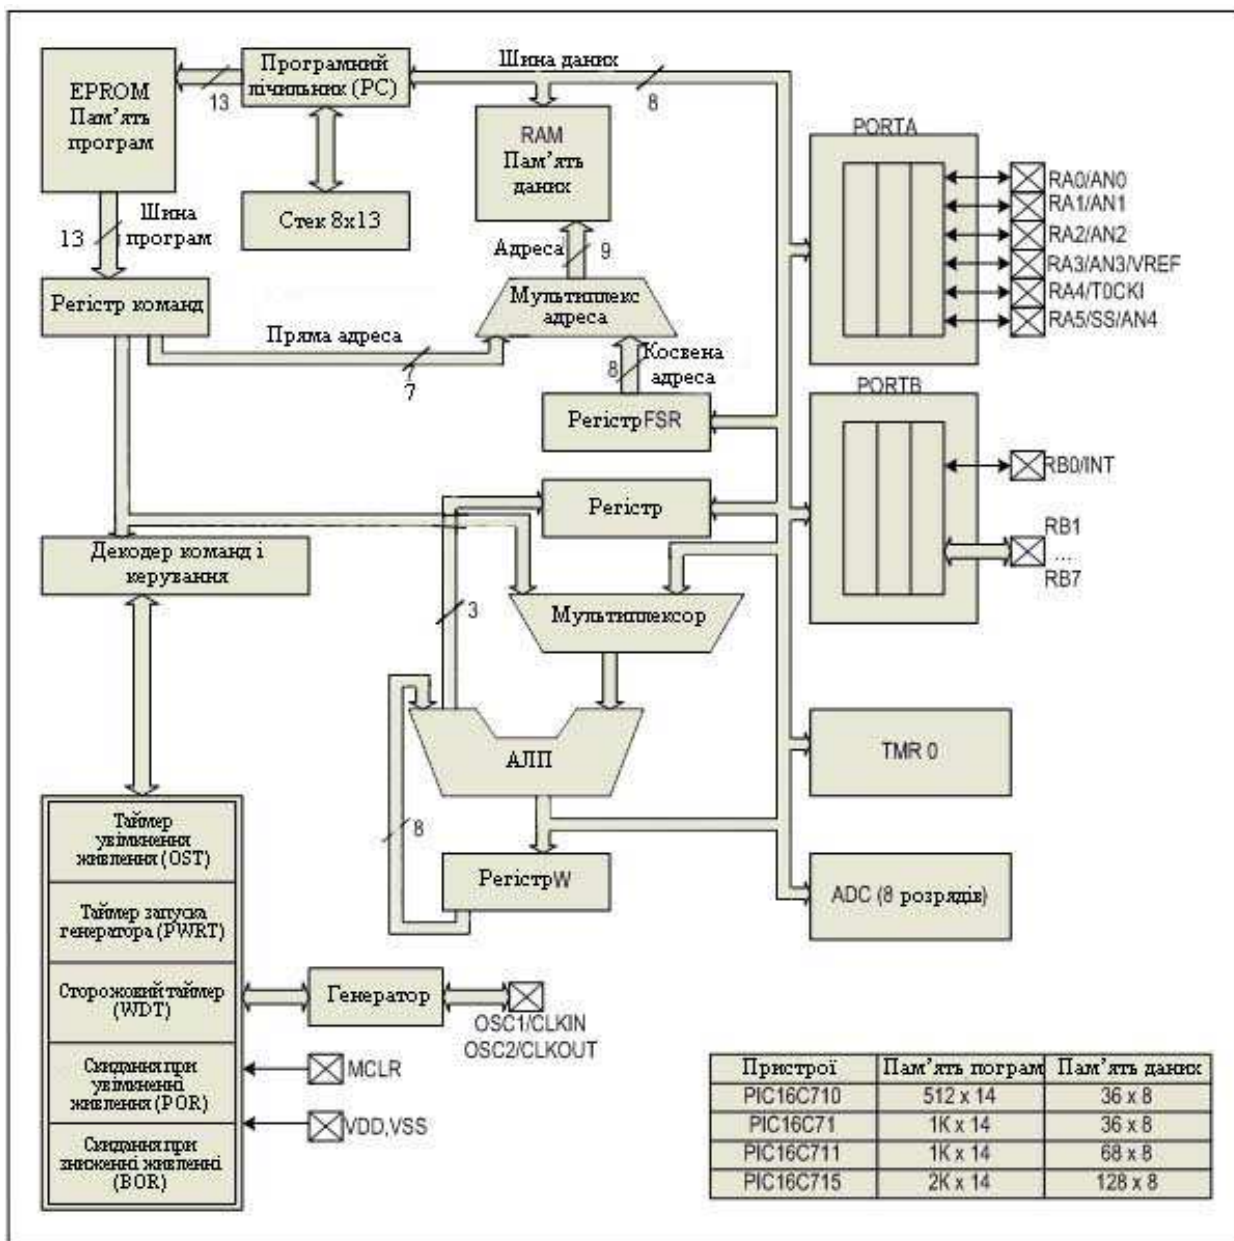 EPROM
Пам'ять
програм
Програмний
лічильник (PC)
13
Шина даних
8
RAM
Пам'ять
даних
Стек 8x13
13
Шина
програм
Адреса
9
Регістр команд
Мультиплекс
адреса
Пряма адреса
7
8
Косвена
адреса
Регістр FSR
PORTA
RA0/AN0
RA1/AN1
RA2/AN2
RA3/AN3/VREF
RA4/T0CKI
RA5/SS/AN4
PORTB
RB0/INT
RB1
...
RB7
Регістр
Декодер команд і
керування
3
Мультиплексор
АЛП
8
Регістр W
TMR 0
ADC (8 розрядів)
Таймер
увімкнення
живлення (OST)
Таймер запуска
генератора (PWRT)
Сторожовий таймер
(WDT)
Скидання при
увімкненні
живлення (POR)
Скидання при
зниженні живленні
(BOR)
Генератор
OSC1/CLKIN
OSC2/CLKOUT
MCLR
VDD,VSS
Пристрої Пам'ять пограм Пам'ять даних
PIC16C710 512 x 14 36 x 8
PIC16C71 1K x 14 36 x 8
PIC16C711 1K x 14 68 x 8
PIC16C715 2K x 14 128 x 8